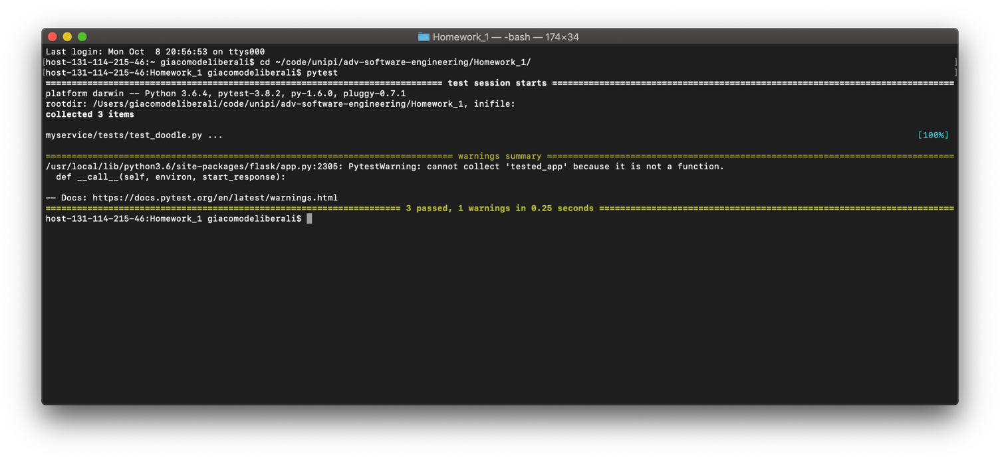 Homework_1 — -bash — 174×34
Last login: Mon Oct  8 20:56:53 on ttys000
[host-131-114-215-46:~ giacomodeliberali$ cd ~/code/unipi/adv-software-engineering/Homework_1/ ]
[host-131-114-215-46:Homework_1 giacomodeliberali$ pytest ]
============================================================================ test session starts =============================================================================
platform darwin -- Python 3.6.4, pytest-3.8.2, py-1.6.0, pluggy-0.7.1
rootdir: /Users/giacomodeliberali/code/unipi/adv-software-engineering/Homework_1, inifile:
collected 3 items
myservice/tests/test_doodle.py ... [100%]
============================================================================== warnings summary ==============================================================================
/usr/local/lib/python3.6/site-packages/flask/app.py:2305: PytestWarning: cannot collect 'tested_app' because it is not a function.
  def __call__(self, environ, start_response):
-- Docs: https://docs.pytest.org/en/latest/warnings.html
==================================================================== 3 passed, 1 warnings in 0.25 seconds ====================================================================
host-131-114-215-46:Homework_1 giacomodeliberali$